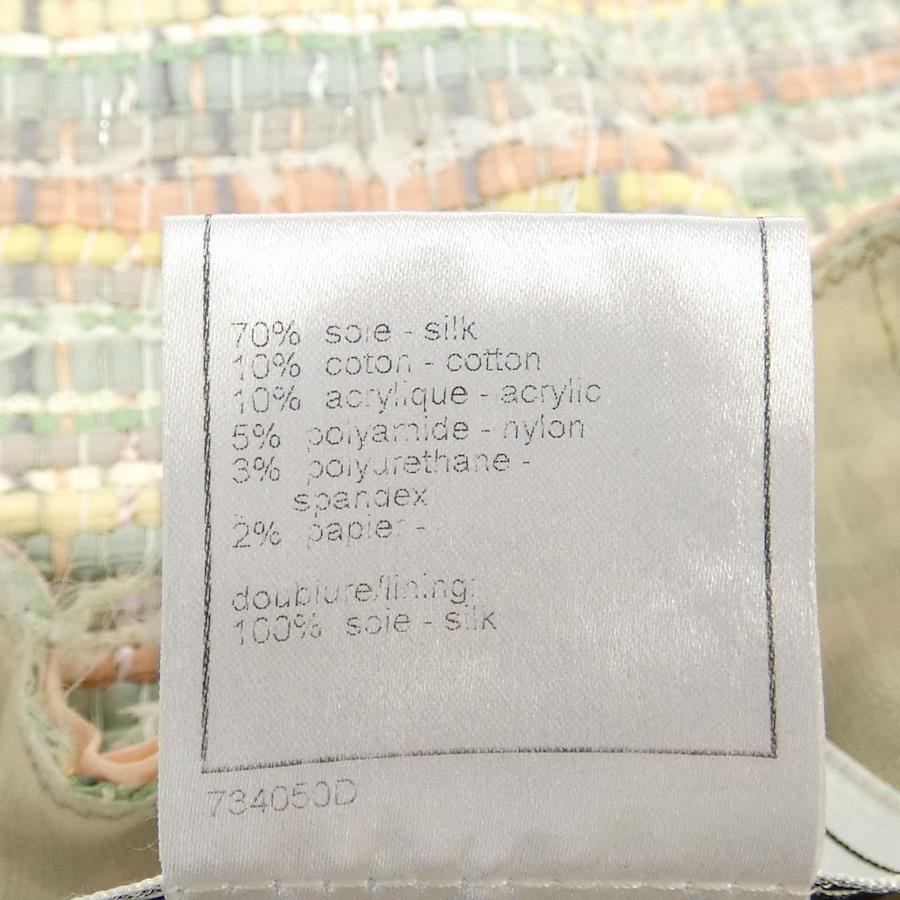 70% soie - silk
10% coton - cotton
10% acrylique - acrylic
5% polyamide - nylon
3% polyurethane -
spandex
2% papier -
doublure/lining:
100% soie - silk
734050D